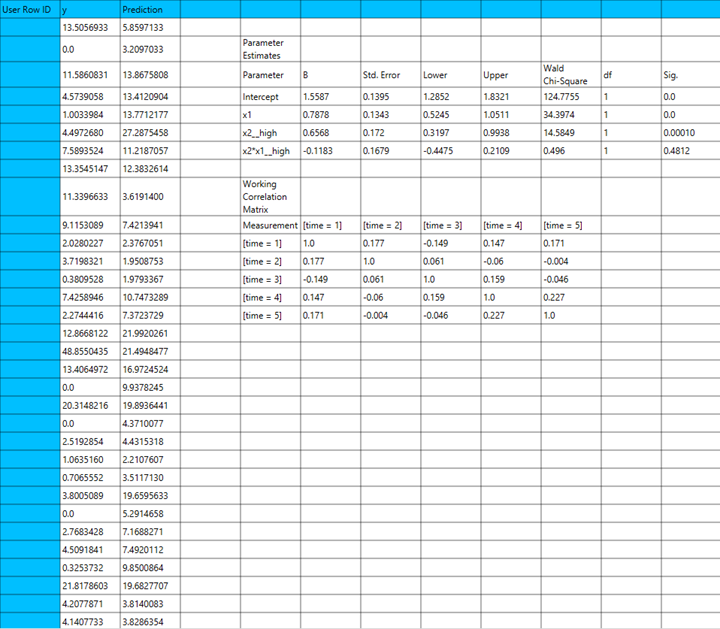 User Row ID y Prediction
13.5056933 5.8597133
0.0 3.2097033 Parameter
Estimates
11.5860831 13.8675808 Parameter B Std. Error Lower Upper Wald
Chi-Square df Sig.
4.5739058 13.4120904 Intercept 1.5587 0.1395 1.2852 1.8321 124.7755 1 0.0
1.0033984 13.7712177 x1 0.7878 0.1343 0.5245 1.0511 34.3974 1 0.0
4.4972680 27.2875458 x2__high 0.6568 0.172 0.3197 0.9938 14.5849 1 0.00010
7.5893524 11.2187057 x2*x1__high -0.1183 0.1679 -0.4475 0.2109 0.496 1 0.4812
13.3545147 12.3832614
11.3396633 3.6191400 Working
Correlation
Matrix
9.1153089 7.4213941 Measurement [time = 1] [time = 2] [time = 3] [time = 4] [time = 5]
2.0280227 2.3767051 [time = 1] 1.0 0.177 -0.149 0.147 0.171
3.7198321 1.9508753 [time = 2] 0.177 1.0 0.061 -0.06 -0.004
0.3809528 1.9793367 [time = 3] -0.149 0.061 1.0 0.159 -0.046
7.4258946 10.7473289 [time = 4] 0.147 -0.06 0.159 1.0 0.227
2.2744416 7.3723729 [time = 5] 0.171 -0.004 -0.046 0.227 1.0
12.8668122 21.9920261
48.8550435 21.4948477
13.4064972 16.9724524
0.0 9.9378245
20.3148216 19.8936441
0.0 4.3710077
2.5192854 4.4315318
1.0635160 2.2107607
0.7065552 3.5117130
3.8005089 19.6595633
0.0 5.2914658
2.7683428 7.1688271
4.5091841 7.4920112
0.3253732 9.8500864
21.8178603 19.6827707
4.2077871 3.8140083
4.1407733 3.8286354